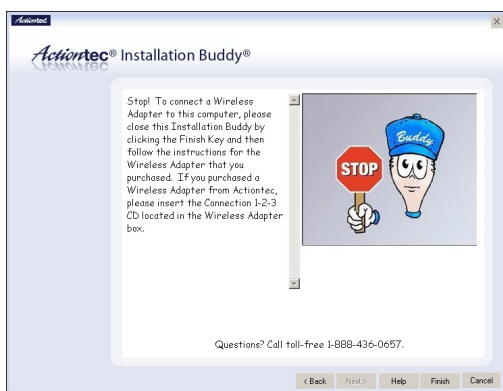 Actiontec
Actiontec® Installation Buddy®
Stop! To connect a Wireless
Adapter to this computer, please
close this Installation Buddy by
clicking the Finish Key and then
follow the instructions for the
Wireless Adapter that you
purchased. If you purchased a
Wireless Adapter from Actiontec,
please insert the Connection 1-2-3
CD located in the Wireless Adapter
box.
Buddy
STOP
Questions? Call toll-free 1-888-436-0657.
< Back Next > Help Finish Cancel